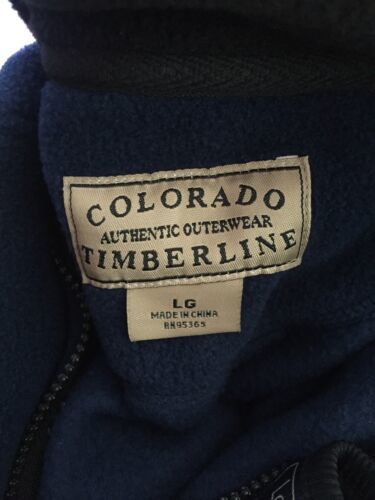 COLORADO
AUTHENTIC OUTERWEAR
TIMBERLINE
LG
MADE IN CHINA
RN95365